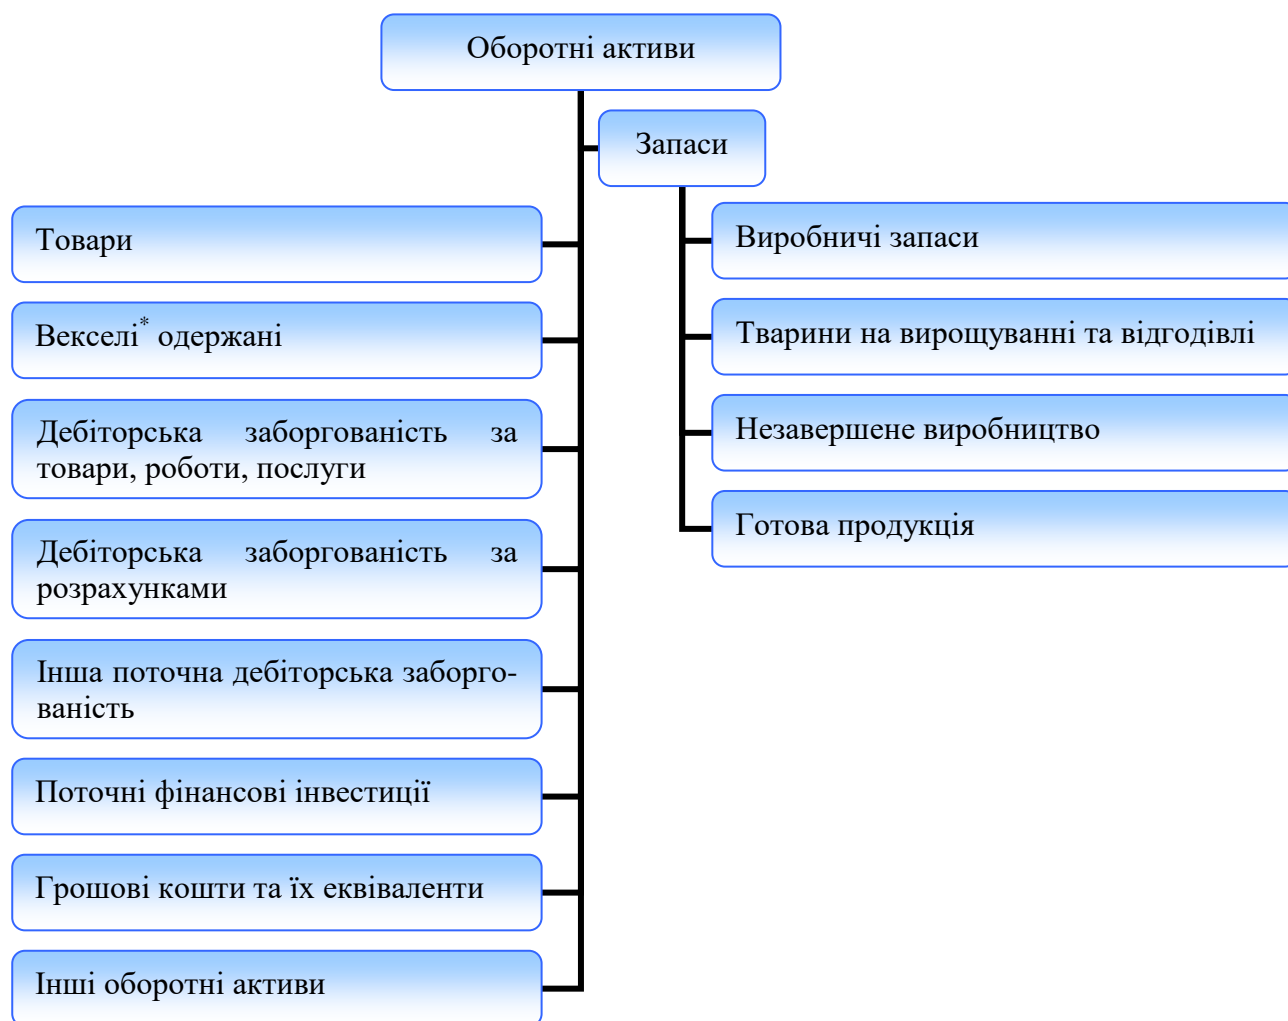 Оборотні активи
Запаси
Товари
Векселі* одержані
Дебіторська заборгованість за
товари, роботи, послуги
Дебіторська заборгованість за
розрахунками
Інша поточна дебіторська заборго-
ваність
Поточні фінансові інвестиції
Грошові кошти та їх еквіваленти
Інші оборотні активи
Виробничі запаси
Тварини на вирощуванні та відгодівлі
Незавершене виробництво
Готова продукція